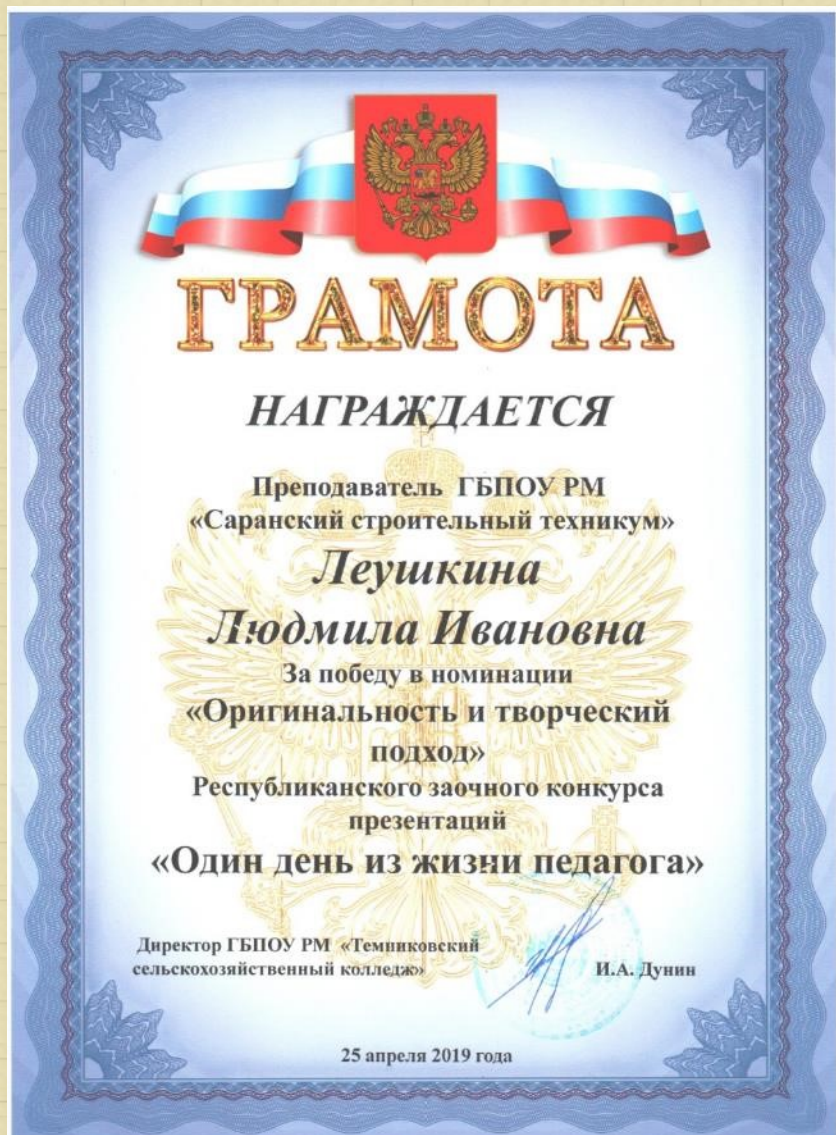 ГРАМОТА
НАГРАЖДАЕТСЯ
Преподаватель ГБПОУ РМ
«Саранский строительный техникум»
Леушкина
Людмила Ивановна
За победу в номинации
«Оригинальность и творческий
подход»
Республиканского заочного конкурса
презентаций
«Один день из жизни педагога»
Директор ГБПОУ РМ «Темниковский
сельскохозяйственный колледж»
И.А. Дунин
25 апреля 2019 года